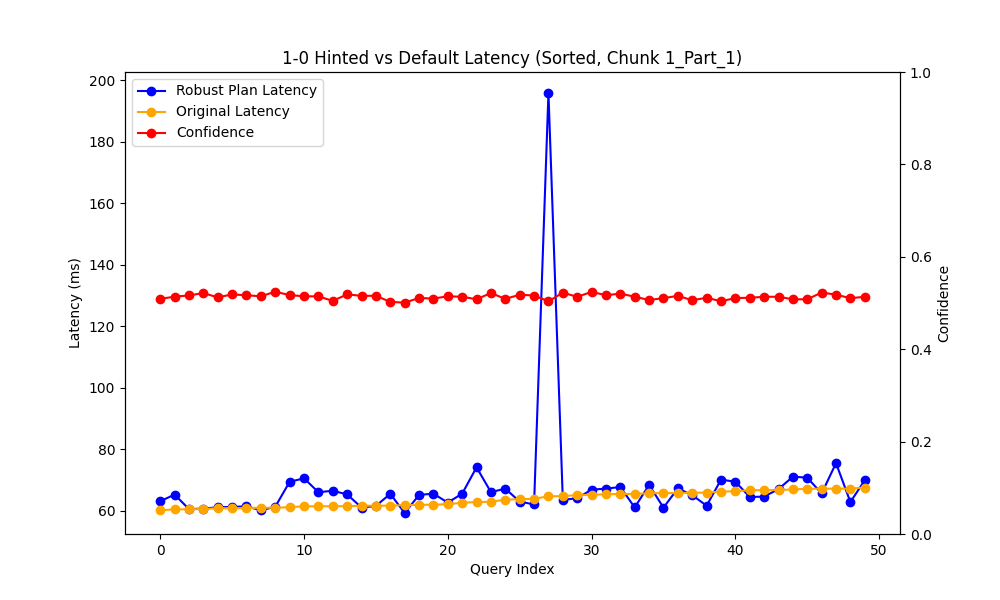 1-0 Hinted vs Default Latency (Sorted, Chunk 1_Part_1)
Robust Plan Latency
Original Latency
Confidence
200
180
160
140
120
100
80
60
Latency (ms)
1.0
0.8
0.6
0.4
0.2
0.0
Confidence
0 10 20 30 40 50
Query Index